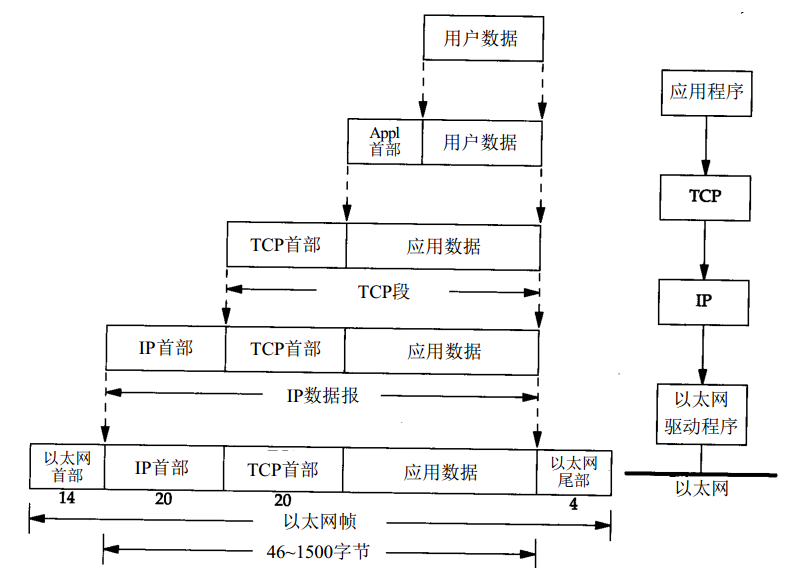 用户数据
应用程序
Appl
首部
用户数据
TCP
TCP首部
应用数据
TCP段
IP
IP首部
TCP首部
应用数据
IP数据报
以太网
驱动程序
以太网
首部
IP首部
TCP首部
应用数据
以太网
尾部
以太网
14
20
20
4
以太网帧
46~1500字节